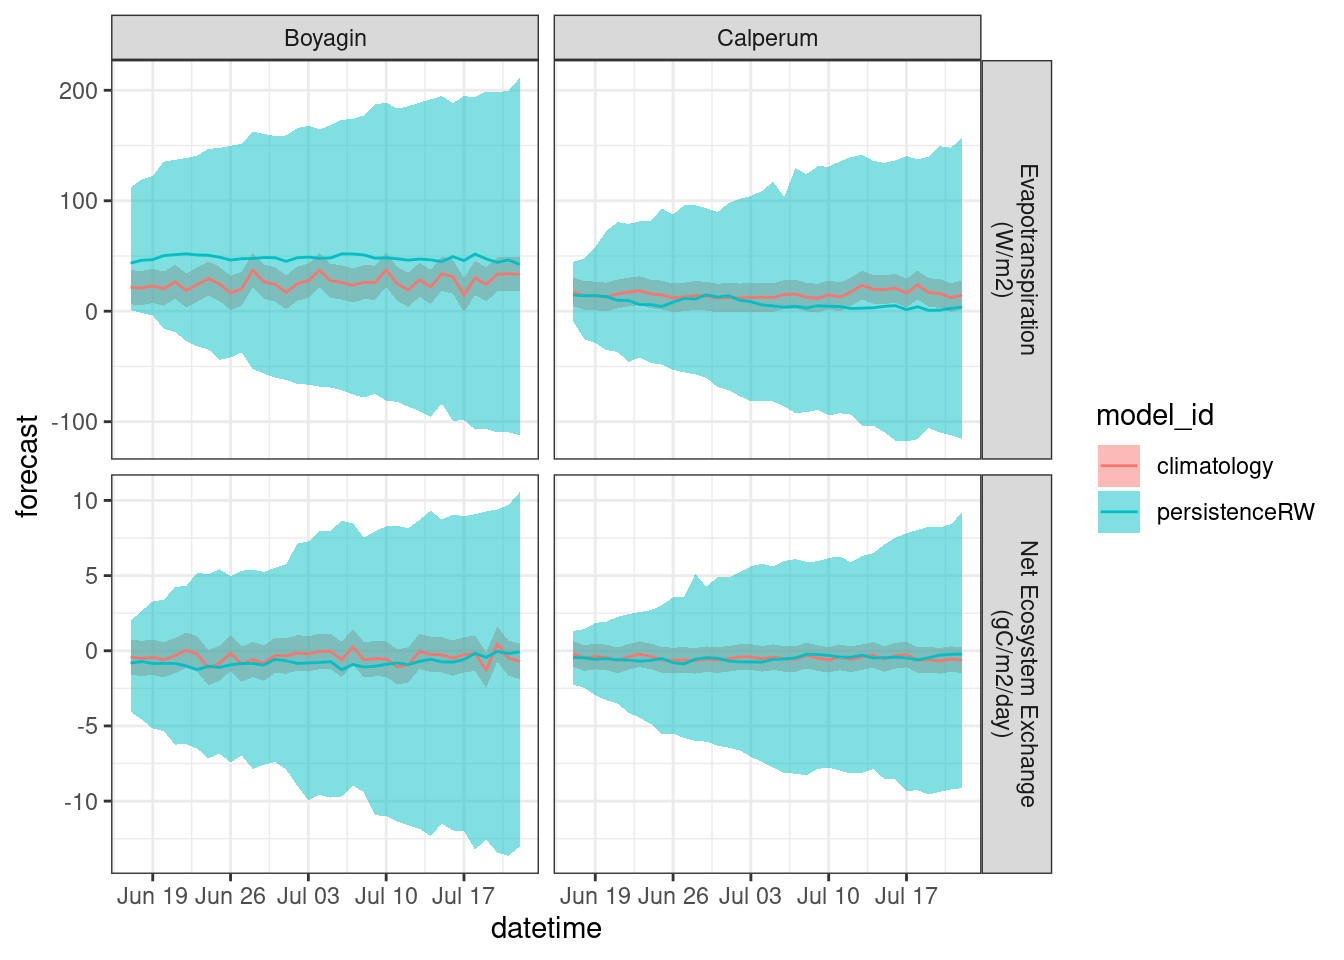 Boyagin
Calperum
200
100
0
-100
Evapotranspiration
(W/m2)
forecast
10
5
0
-5
-10
Net Ecosystem Exchange
(gC/m2/day)
Jun 19 Jun 26 Jul 03 Jul 10 Jul 17
Jun 19 Jun 26 Jul 03 Jul 10 Jul 17
datetime
model_id
climatology
persistenceRW